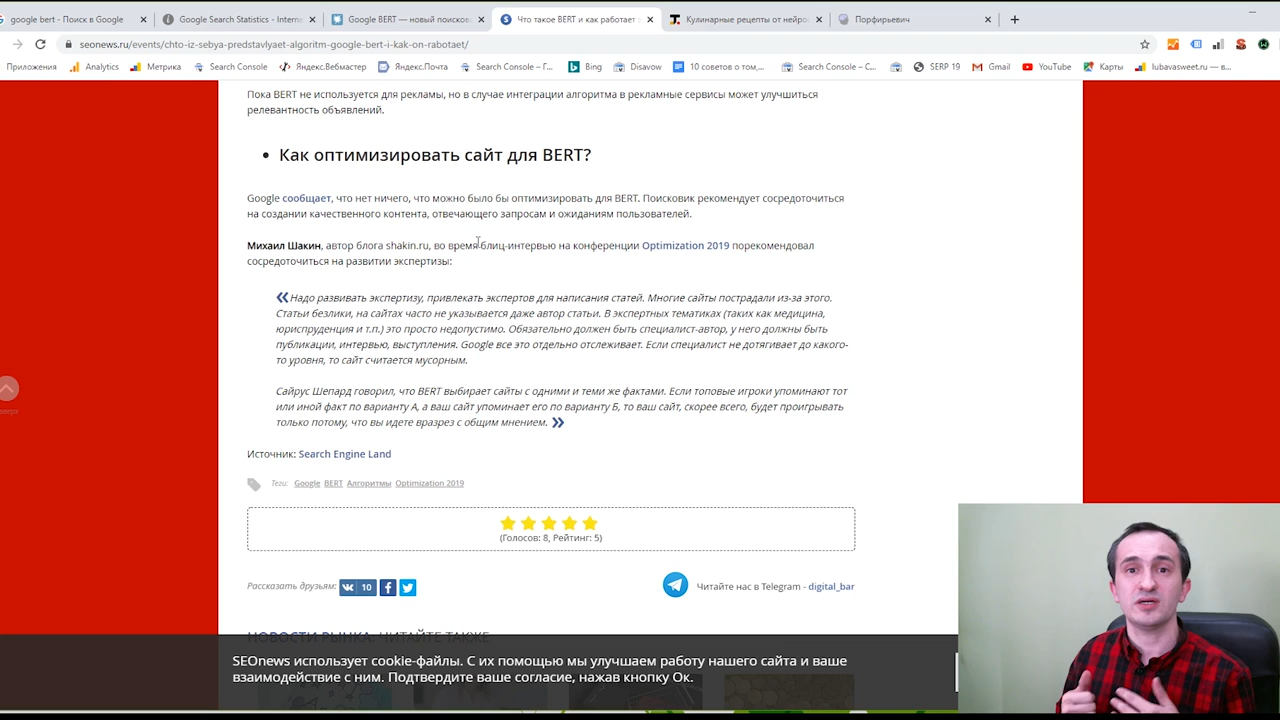 google bert - Поиск в Google
Google Search Statistics - Interne
Google BERT — новый поисков
Что такое BERT и как работает
Кулинарные рецепты от нейро
Порфирьевич
seonews.ru/events/chto-iz-sebya-predstavlyaet-algoritm-google-bert-i-kak-on-rabotaet/
Приложения Analytics Метрика Search Console Яндекс.Вебмастер Яндекс.Почта Search Console – Г... Bing Disavow 10 советов о том,... Search Console – С... SERP 19 Gmail YouTube Карты lubavasweet.ru — в...
Пока BERT не используется для рекламы, но в случае интеграции алгоритма в рекламные сервисы может улучшиться
релевантность объявлений.
• Как оптимизировать сайт для BERT?
Google сообщает, что нет ничего, что можно было бы оптимизировать для BERT. Поисковик рекомендует сосредоточиться
на создании качественного контента, отвечающего запросам и ожиданиям пользователей.
Михаил Шакин, автор блога shakin.ru, во время блиц-интервью на конференции Optimization 2019 порекомендовал
сосредоточиться на развитии экспертизы:
«Надо развивать экспертизу, привлекать экспертов для написания статей. Многие сайты пострадали из-за этого.
Статьи безлики, на сайтах часто не указывается даже автор статьи. В экспертных тематиках (таких как медицина,
юриспруденция и т.п.) это просто недопустимо. Обязательно должен быть специалист-автор, у него должны быть
публикации, интервью, выступления. Google все это отдельно отслеживает. Если специалист не дотягивает до какого-
то уровня, то сайт считается мусорным.
Сайрус Шепард говорил, что BERT выбирает сайты с одними и теми же фактами. Если топовые игроки упоминают тот
или иной факт по варианту А, а ваш сайт упоминает его по варианту Б, то ваш сайт, скорее всего, будет проигрывать
только потому, что вы идете вразрез с общим мнением. »
Источник: Search Engine Land
Теги: Google BERT Алгоритмы Optimization 2019
(Голосов: 8, Рейтинг: 5)
Рассказать друзьям: 10
Читайте нас в Telegram - digital_bar
НОВОСТИ РЫНКА: ЧИТАЙТЕ ТАКЖЕ
SEOnews использует cookie-файлы. С их помощью мы улучшаем работу нашего сайта и ваше
взаимодействие с ним. Подтвердите ваше согласие, нажав кнопку Ок.